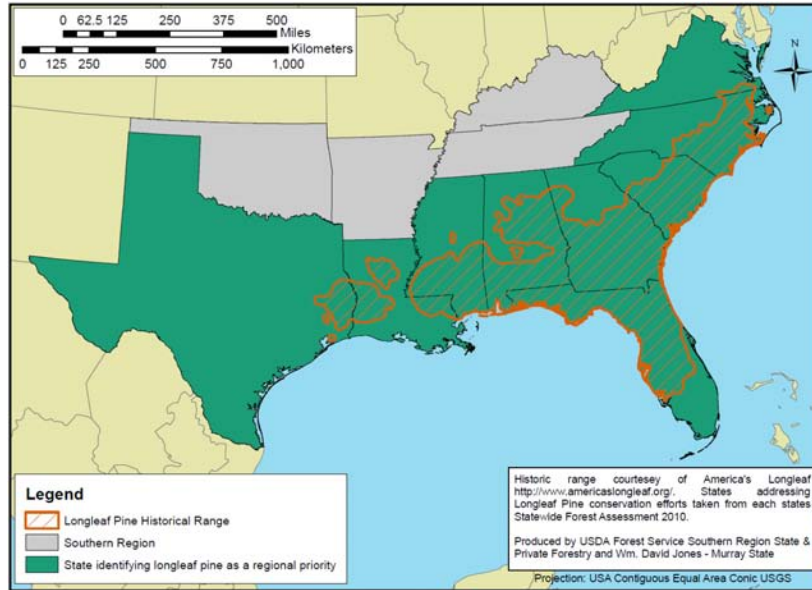 0 62.5 125 250 375 500
Miles
Kilometers
0 125 250 500 750 1,000
N
Legend
Longleaf Pine Historical Range
Southern Region
State identifying longleaf pine as a regional priority
Historic range courtesey of America's Longleaf
http://www.americaslongleaf.org/. States addressing
Longleaf Pine conservation efforts taken from each states
Statewide Forest Assessment 2010.
Produced by USDA Forest Service Southern Region State &
Private Forestry and Wm. David Jones - Murray State
Projection: USA Contiguous Equal Area Conic USGS